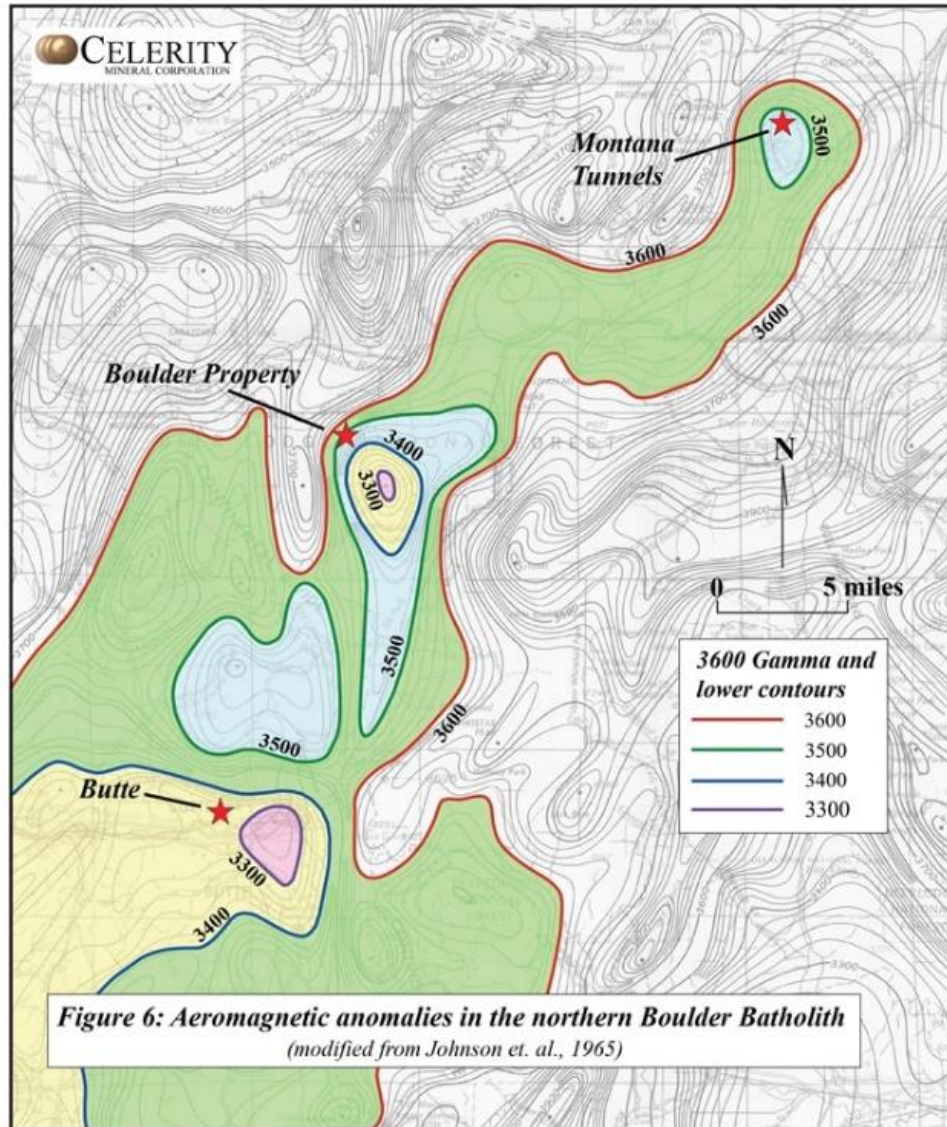 CELERITY
MINERAL CORPORATION
Montana
Tunnels
3500
3600
3600
Boulder Property
3400
3300
N
0 5 miles
3500
3600
3500
3600 Gamma and
lower contours
3600
3500
3400
3300
Butte
3300
3400
Figure 6: Aeromagnetic anomalies in the northern Boulder Batholith
(modified from Johnson et. al., 1965)